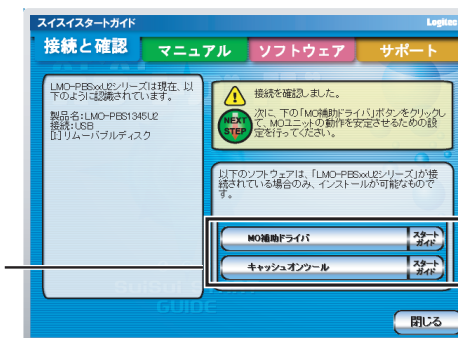 スイスイスタートガイド
Logitec
接続と確認
マニュアル
ソフトウェア
サポート
LMO-PBSxxU2シリーズは現在、以
下のように認識されてい
ます。
製品名:LMO-PBS1345U2
接続:USB
[I:]リムーバブルディスク
接続を確認しました。
NEXT
STEP
次に、下の「MO補助ドライバ」ボタンをクリックし
て、MOユニットの動作を安定させるための設
定を行ってください。
以下のソフトウェアは、「LMO-PBSxxU2シリーズ」が接
続されている場合のみ、インストールが可能なもので
す。
MO補助ドライバ
スタート
ガイド
キャッシュオンツール
スタート
ガイド
GUIDE
閉じる